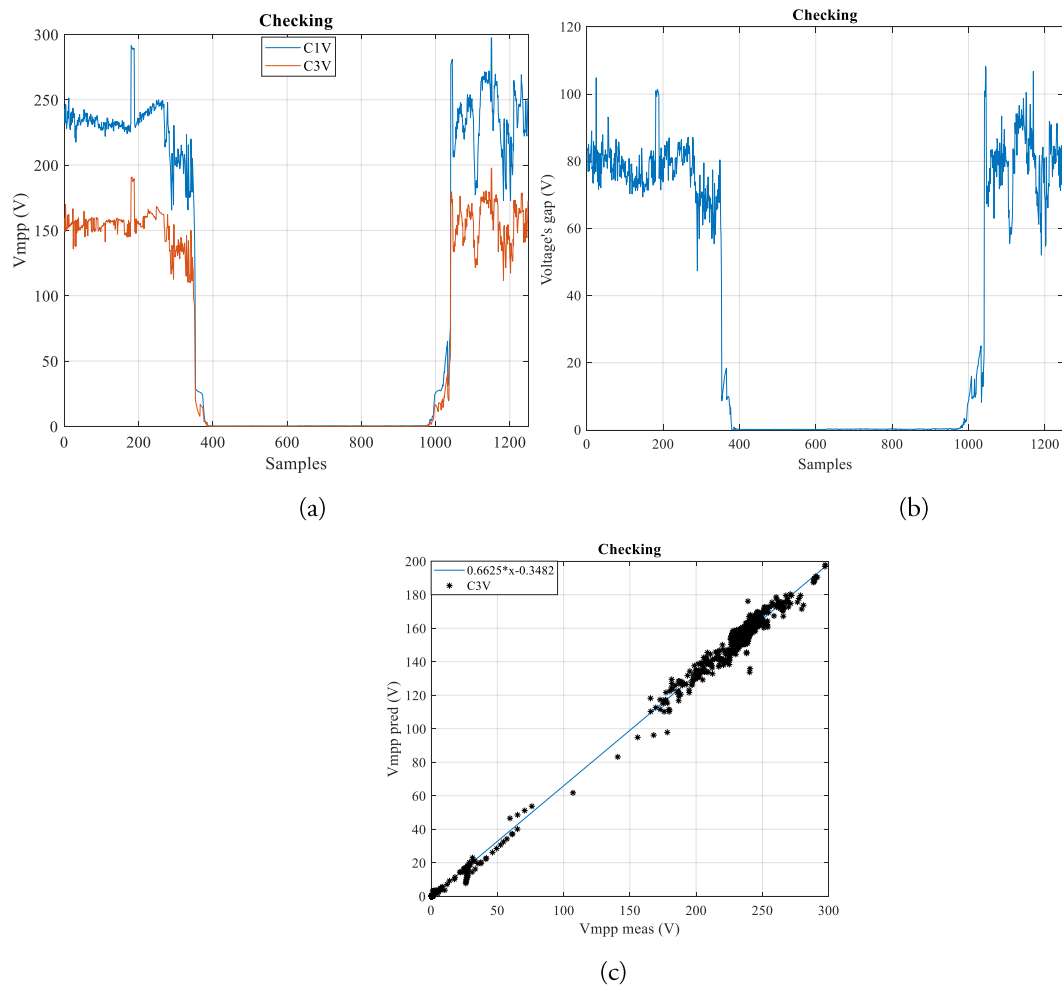 Checking
C1V
C3V
Vmpp (V)
300
250
200
150
100
50
0
0 200 400 600 800 1000 1200
Samples
(a)
Checking
Voltage's gap (V)
120
100
80
60
40
20
0
0 200 400 600 800 1000 1200
Samples
(b)
Checking
0.6625*x-0.3482
C3V
Vmpp pred (V)
200
180
160
140
120
100
80
60
40
20
0
0 50 100 150 200 250 300
Vmpp meas (V)
(c)